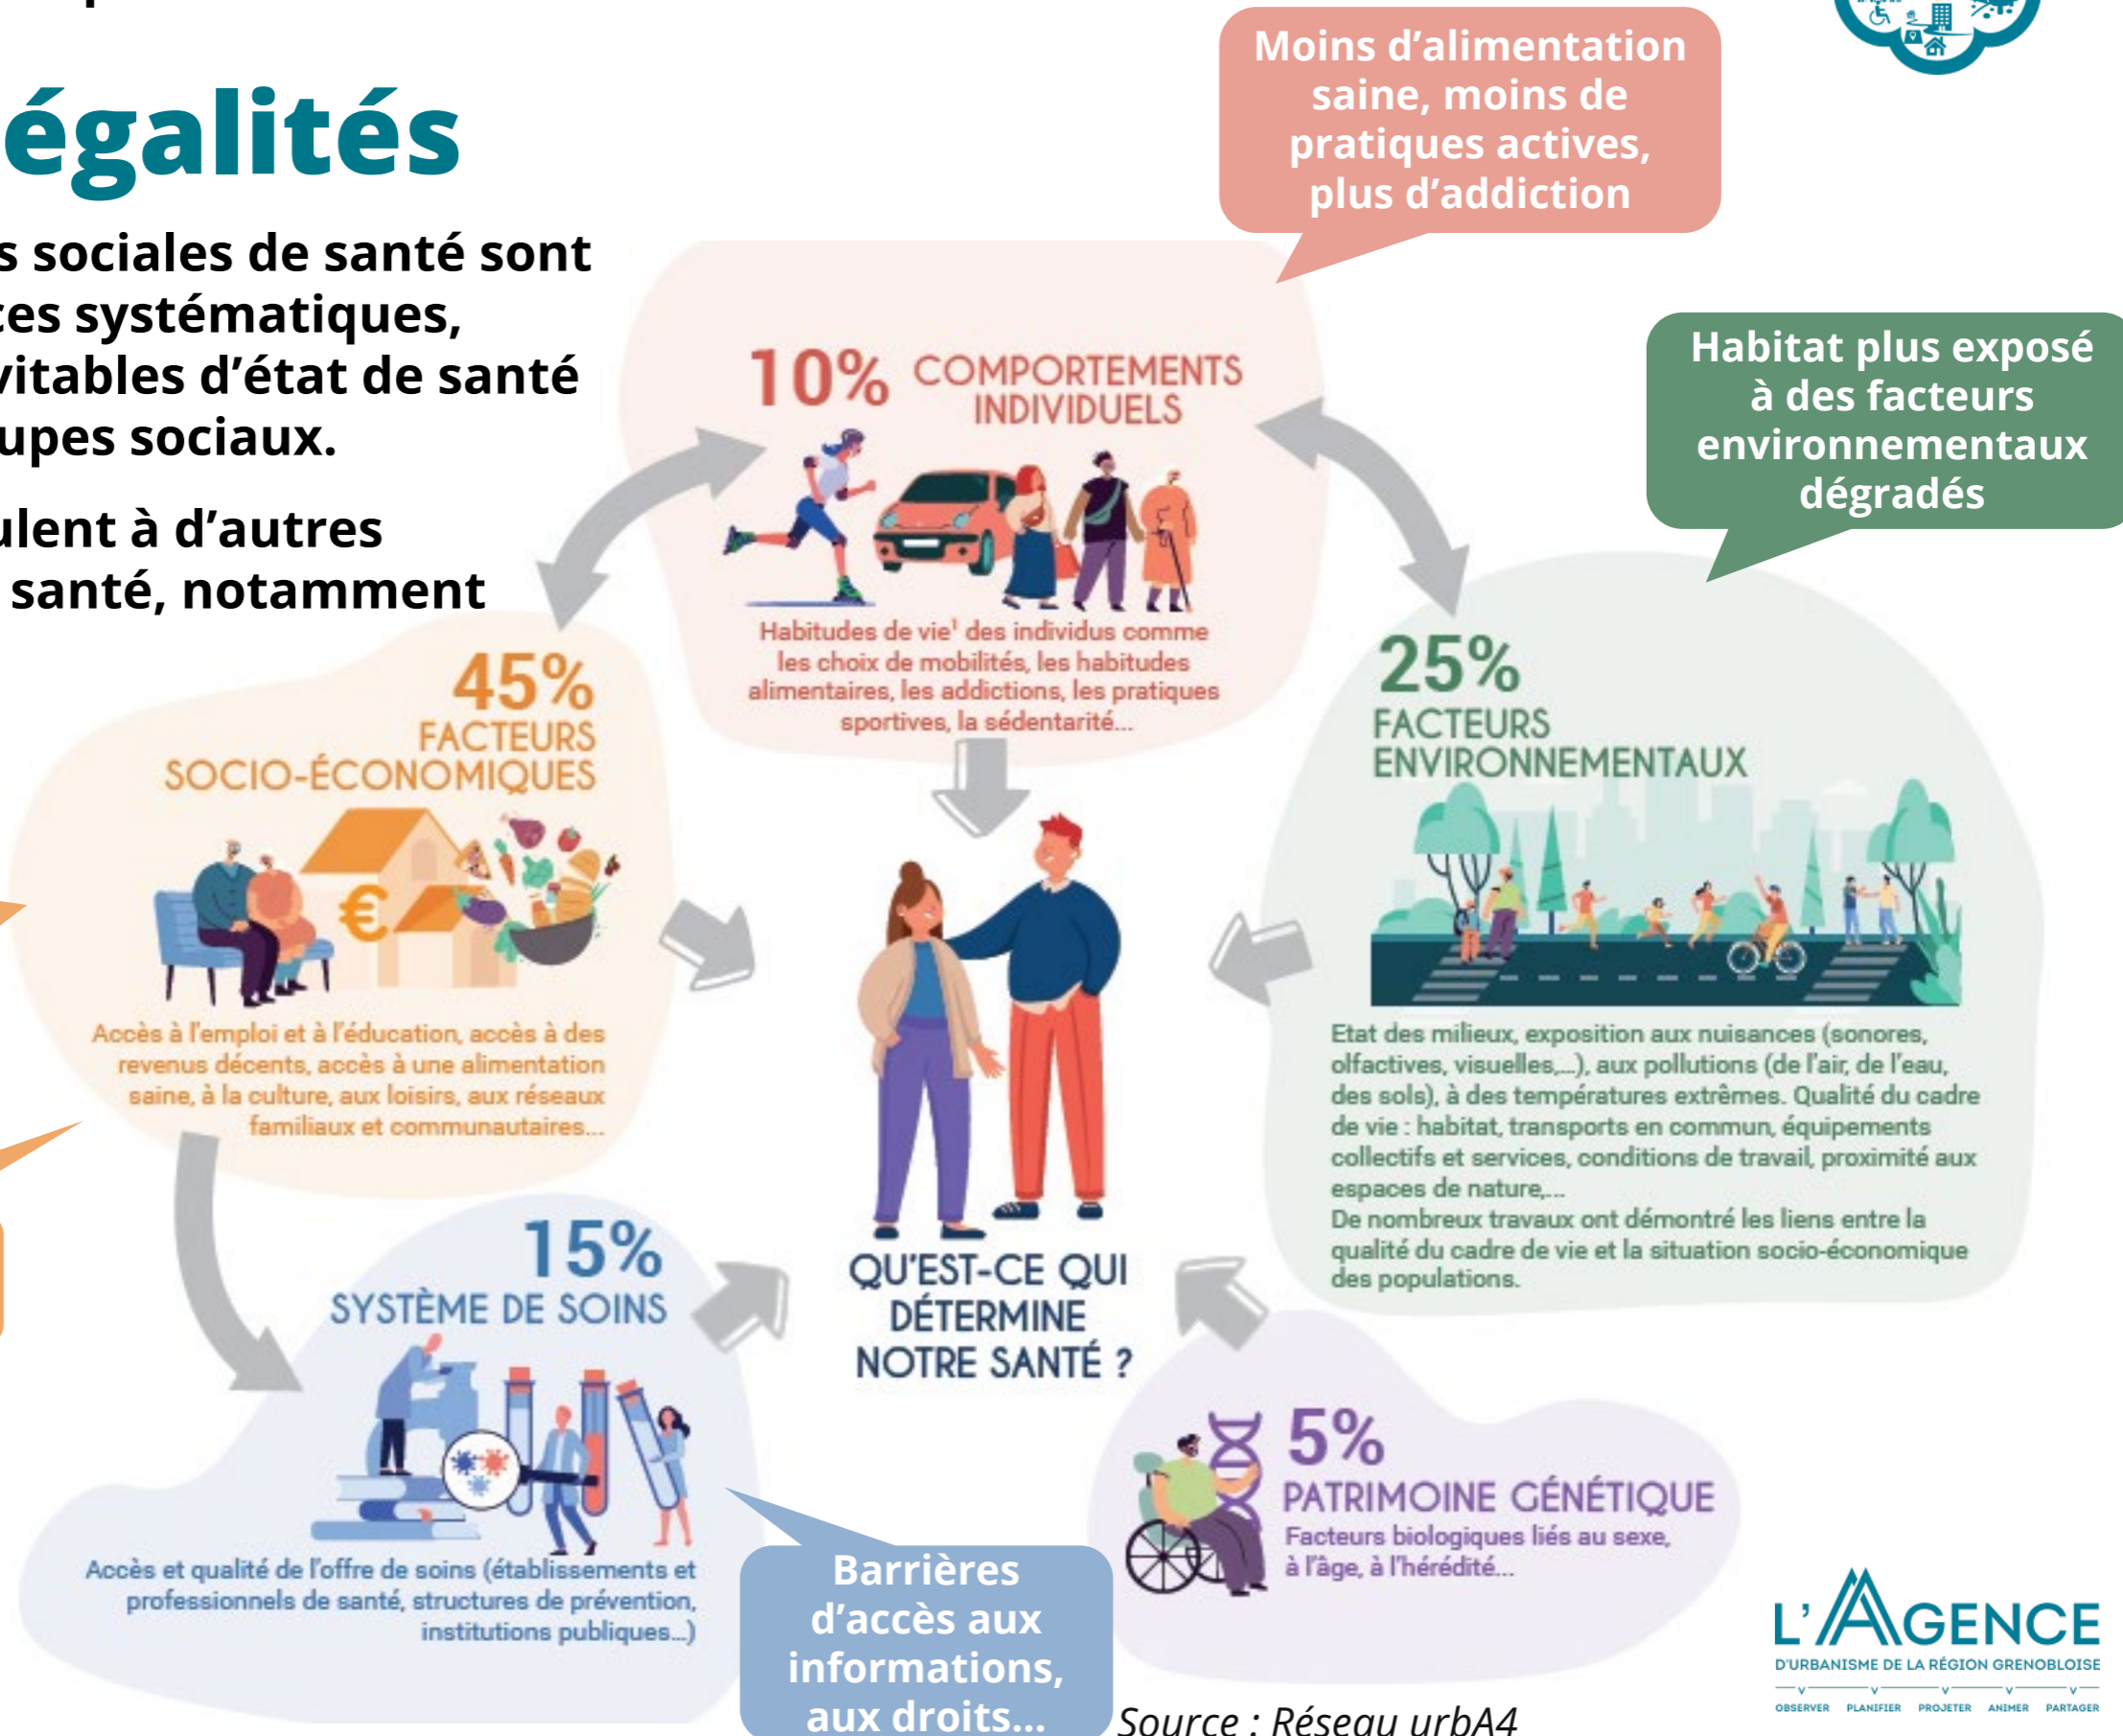 égalités
s sociales de santé sont
ces systématiques,
vitables d'état de santé
upes sociaux.
ulent à d'autres
santé, notamment
Moins d'alimentation
saine, moins de
pratiques actives,
plus d'addiction
Habitat plus exposé
à des facteurs
environnementaux
dégradés
10% COMPORTEMENTS
INDIVIDUELS
Habitudes de vie¹ des individus comme
les choix de mobilités, les habitudes
alimentaires, les addictions, les pratiques
sportives, la sédentarité...
45%
FACTEURS
SOCIO-ÉCONOMIQUES
€
Accès à l'emploi et à l'éducation, accès à des
revenus décents, accès à une alimentation
saine, à la culture, aux loisirs, aux réseaux
familiaux et communautaires...
25%
FACTEURS
ENVIRONNEMENTAUX
Etat des milieux, exposition aux nuisances (sonores,
olfactives, visuelles,...), aux pollutions (de l'air, de l'eau,
des sols), à des températures extrêmes. Qualité du cadre
de vie : habitat, transports en commun, équipements
collectifs et services, conditions de travail, proximité aux
espaces de nature,...
De nombreux travaux ont démontré les liens entre la
qualité du cadre de vie et la situation socio-économique
des populations.
15%
SYSTÈME DE SOINS
Accès et qualité de l'offre de soins (établissements et
professionnels de santé, structures de prévention,
institutions publiques...)
QU'EST-CE QUI
DÉTERMINE
NOTRE SANTÉ ?
5%
PATRIMOINE GÉNÉTIQUE
Facteurs biologiques liés au sexe,
à l'âge, à l'hérédité...
Barrières
d'accès aux
informations,
aux droits...
Source : Réseau urbA4
L'AGENCE
D'URBANISME DE LA RÉGION GRENOBLOISE
OBSERVER PLANIFIER PROJETER ANIMER PARTAGER